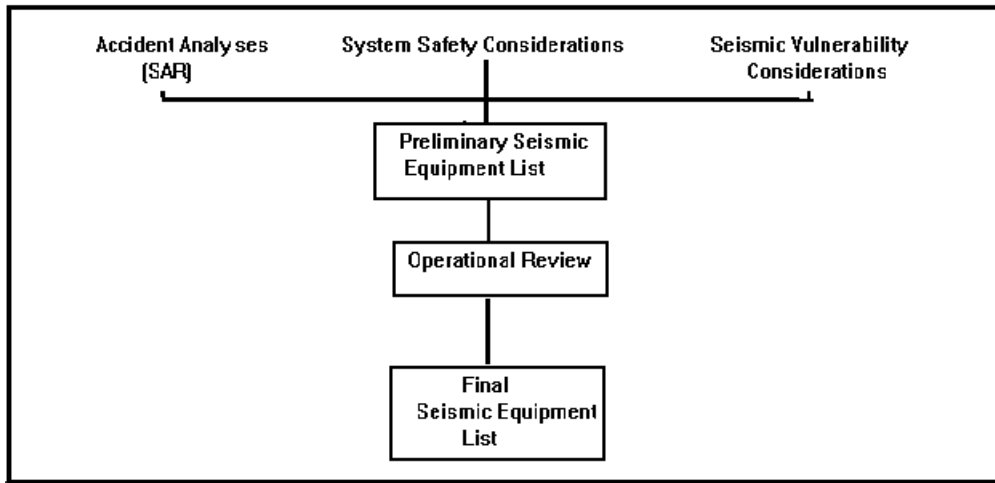 Accident Analyses
(SAR)
System Safety Considerations
Seismic Vulnerability
Considerations
Preliminary Seismic
Equipment List
Operational Review
Final
Seismic Equipment
List